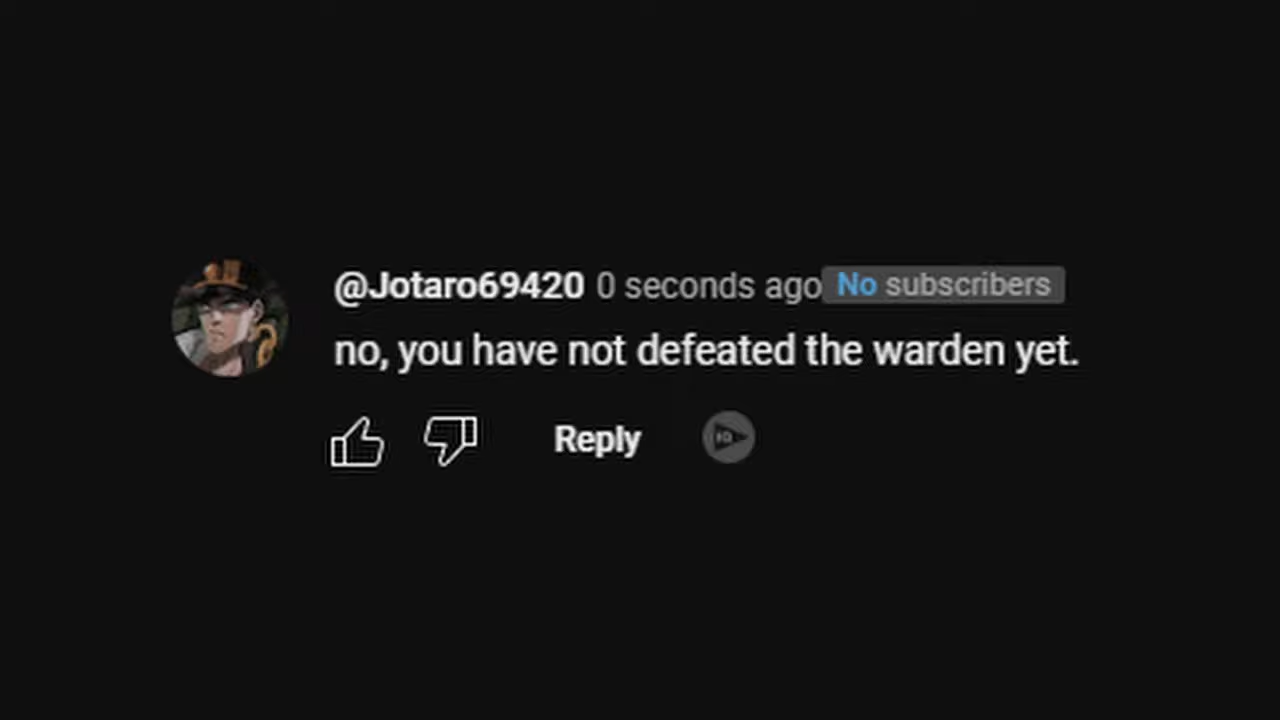 @Jotaro69420 0 seconds ago No subscribers
no, you have not defeated the warden yet.
Reply